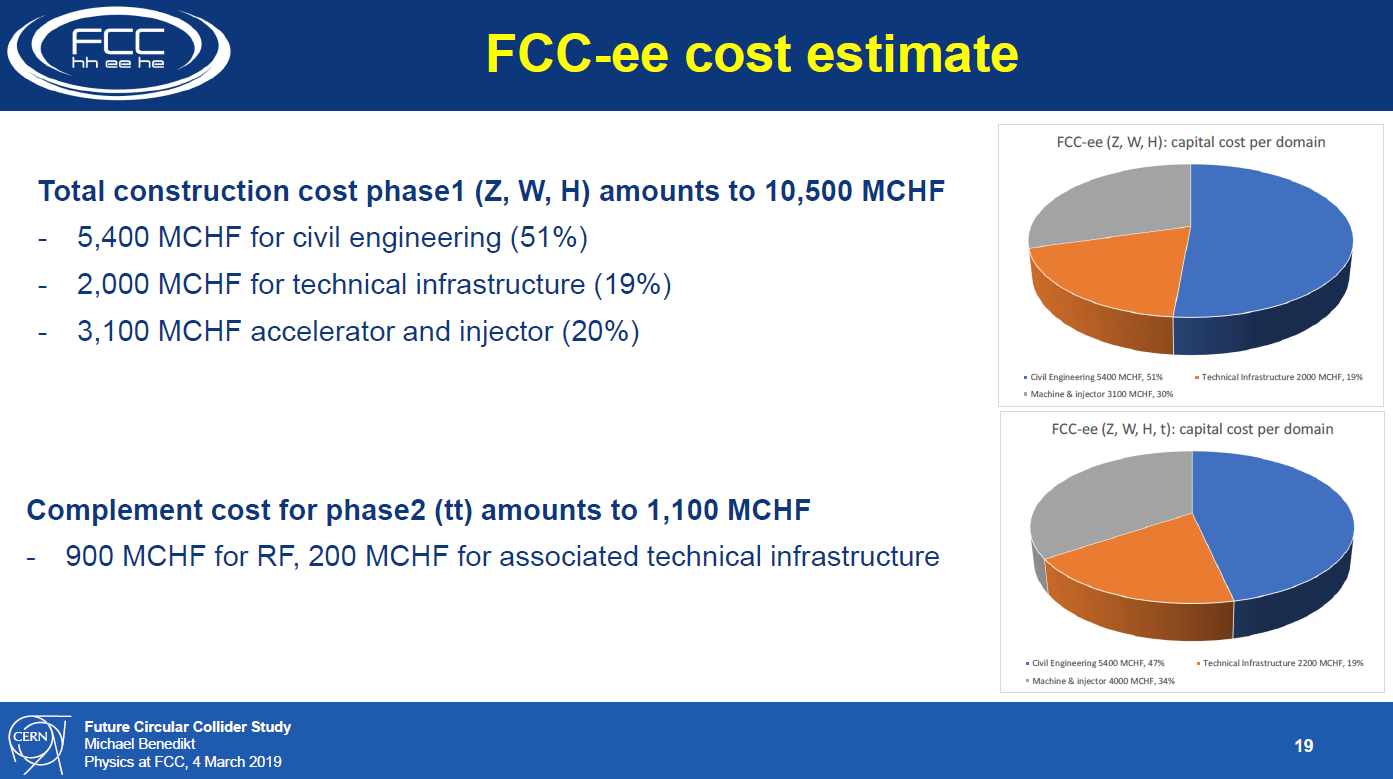 FCC
hh ee he
FCC-ee cost estimate
Total construction cost phase1 (Z, W, H) amounts to 10,500 MCHF
- 5,400 MCHF for civil engineering (51%)
- 2,000 MCHF for technical infrastructure (19%)
- 3,100 MCHF accelerator and injector (20%)
Complement cost for phase2 (tt) amounts to 1,100 MCHF
- 900 MCHF for RF, 200 MCHF for associated technical infrastructure
FCC-ee (Z, W, H): capital cost per domain
Civil Engineering 5400 MCHF, 51%
Technical Infrastructure 2000 MCHF, 19%
Machine & injector 3100 MCHF, 30%
FCC-ee (Z, W, H, t): capital cost per domain
Civil Engineering 5400 MCHF, 47%
Technical Infrastructure 2200 MCHF, 19%
Machine & injector 4000 MCHF, 34%
CERN
Future Circular Collider Study
Michael Benedikt
Physics at FCC, 4 March 2019
19